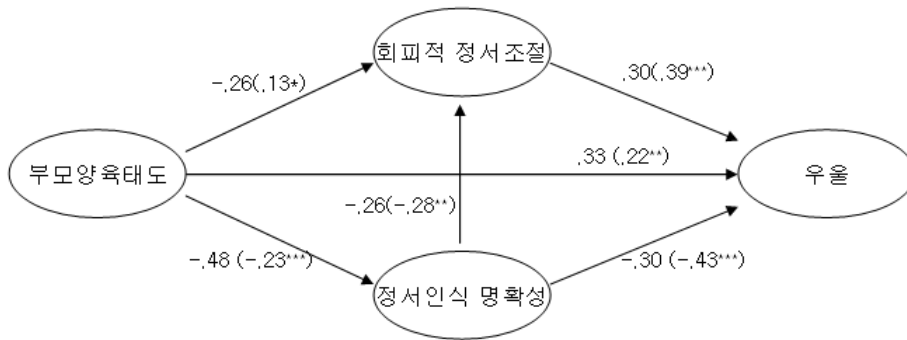 회피적 정서조절
-.26(.13*)
.30(.39***)
부모양육태도
.33 (.22**)
우울
-.26(-.28**)
-.48 (-.23***)
-.30 (-.43***)
정서인식 명확성